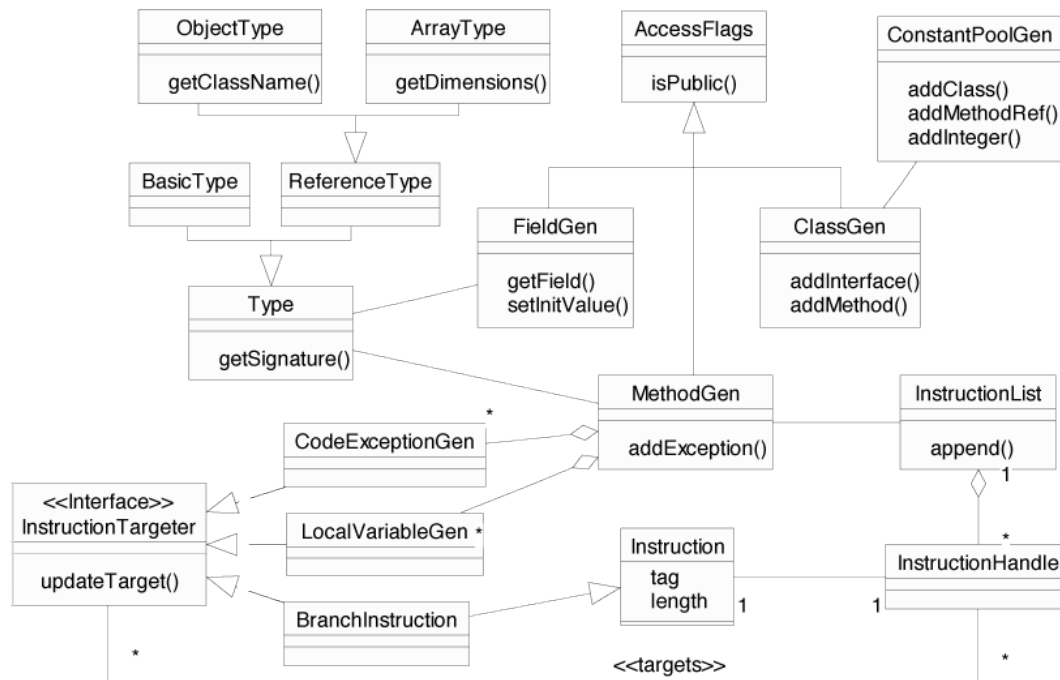 ObjectType
getClassName()
ArrayType
getDimensions()
AccessFlags
isPublic()
ConstantPoolGen
addClass()
addMethodRef()
addInteger()
BasicType
ReferenceType
FieldGen
getField()
setInitValue()
ClassGen
addInterface()
addMethod()
Type
getSignature()
MethodGen
addException()
InstructionList
append()
1
*
CodeExceptionGen
*
<<Interface>>
InstructionTargeter
updateTarget()
LocalVariableGen
*
Instruction
tag
length
1
InstructionHandle
1
BranchInstruction
*
<<targets>>
*